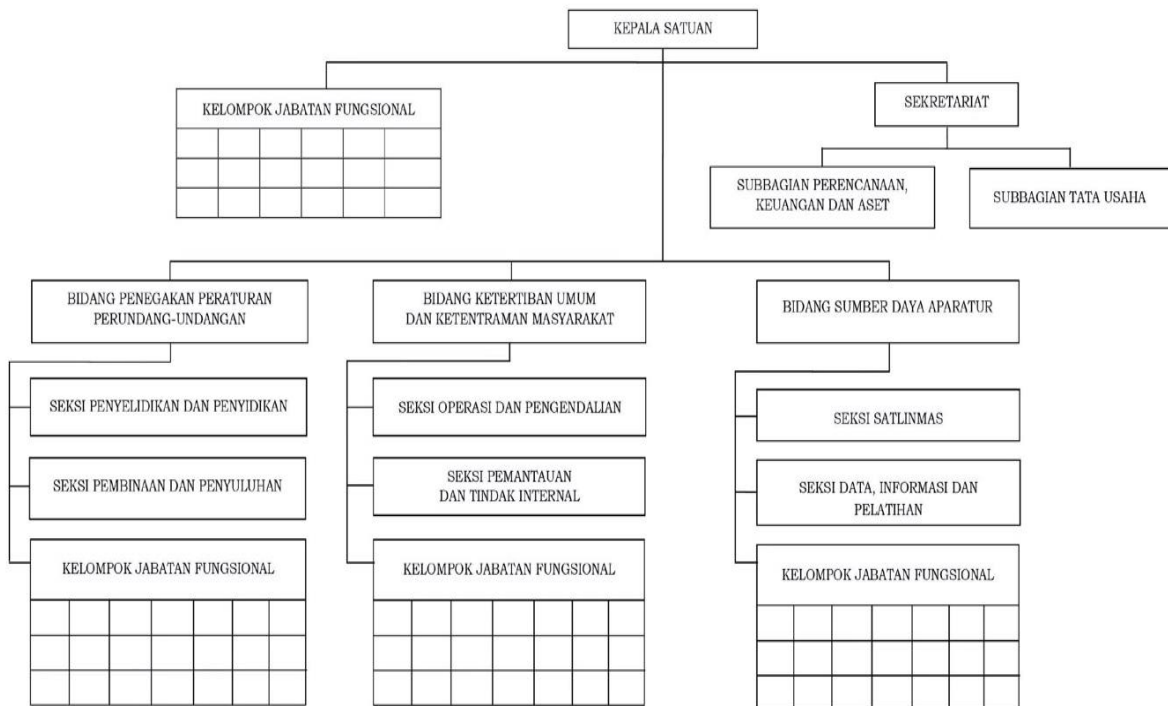 KEPALA SATUAN
KELOMPOK JABATAN FUNGSIONAL
SEKRETARIAT
SUBBAGIAN PERENCANAAN,
KEUANGAN DAN ASET
SUBBAGIAN TATA USAHA
BIDANG PENEGAKAN PERATURAN
PERUNDANG-UNDANGAN
SEKSI PENYELIDIKAN DAN PENYIDIKAN
SEKSI PEMBINAAN DAN PENYULUHAN
KELOMPOK JABATAN FUNGSIONAL
BIDANG KETERTIBAN UMUM
DAN KETENTRAMAN MASYARAKAT
SEKSI OPERASI DAN PENGENDALIAN
SEKSI PEMANTAUAN
DAN TINDAK INTERNAL
KELOMPOK JABATAN FUNGSIONAL
BIDANG SUMBER DAYA APARATUR
SEKSI SATLINMAS
SEKSI DATA, INFORMASI DAN
PELATIHAN
KELOMPOK JABATAN FUNGSIONAL